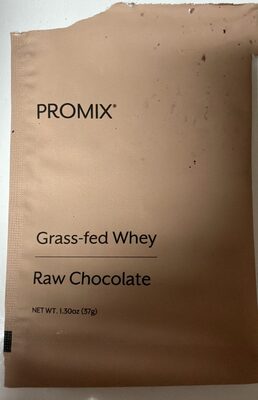 PROMIX®
Grass-fed Whey
Raw Chocolate
NET WT. 1.30oz (37g)